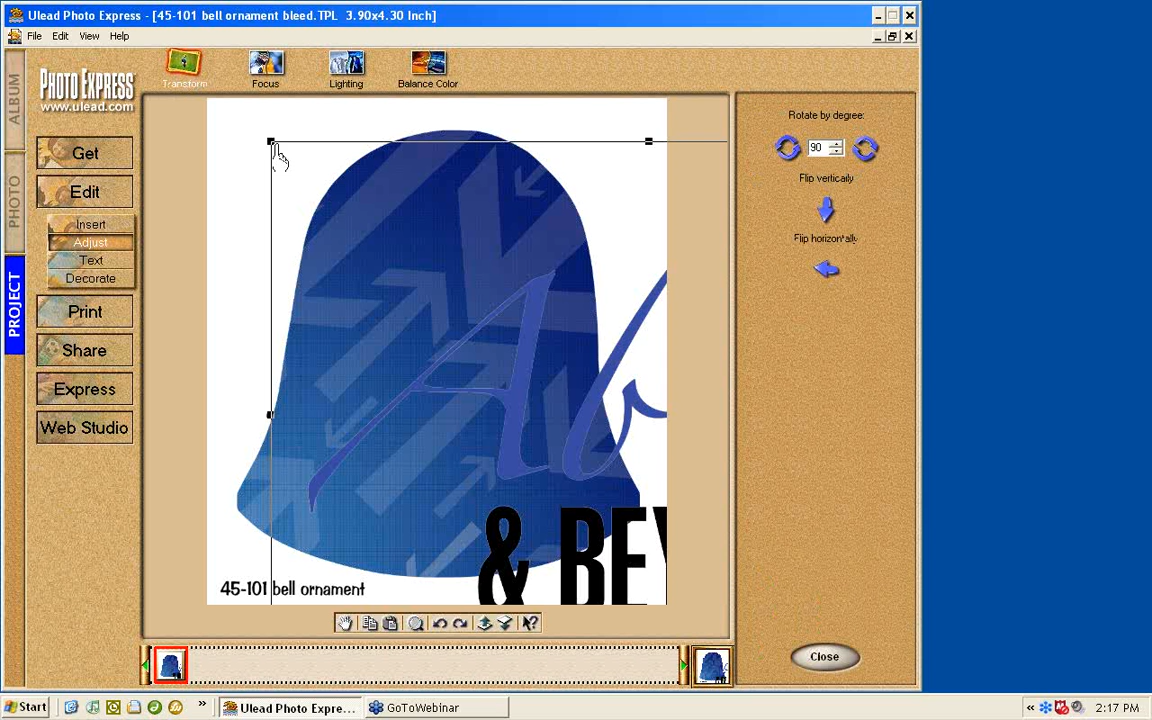 Ulead Photo Express - [45-101 bell ornament bleed.TPL 3.90x4.30 Inch]
File Edit View Help
ALBUM
PHOTO
PROJECT
PHOTO EXPRESS
www.ulead.com
Transform Focus Lighting Balance Color
Get
Edit
Insert
Adjust
Text
Decorate
Print
Share
Express
Web Studio
Rotate by degree:
90
Flip vertically
Flip horizontally
Ab
& BEY
45-101 bell ornament
Close
Start Ulead Photo Expre... GoToWebinar 2:17 PM